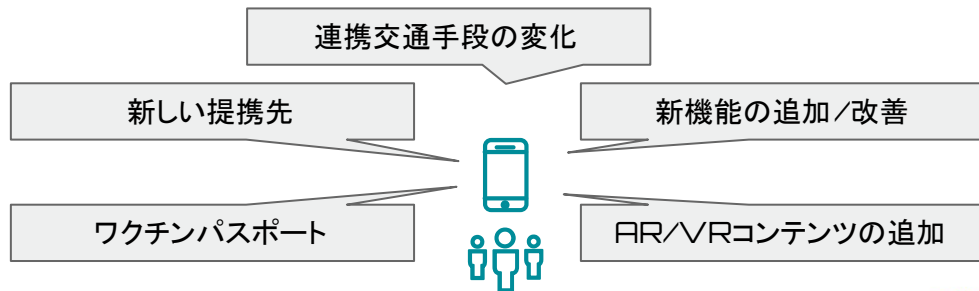 連携交通手段の変化
新しい提携先
新機能の追加/改善
ワクチンパスポート
AR/VRコンテンツの追加